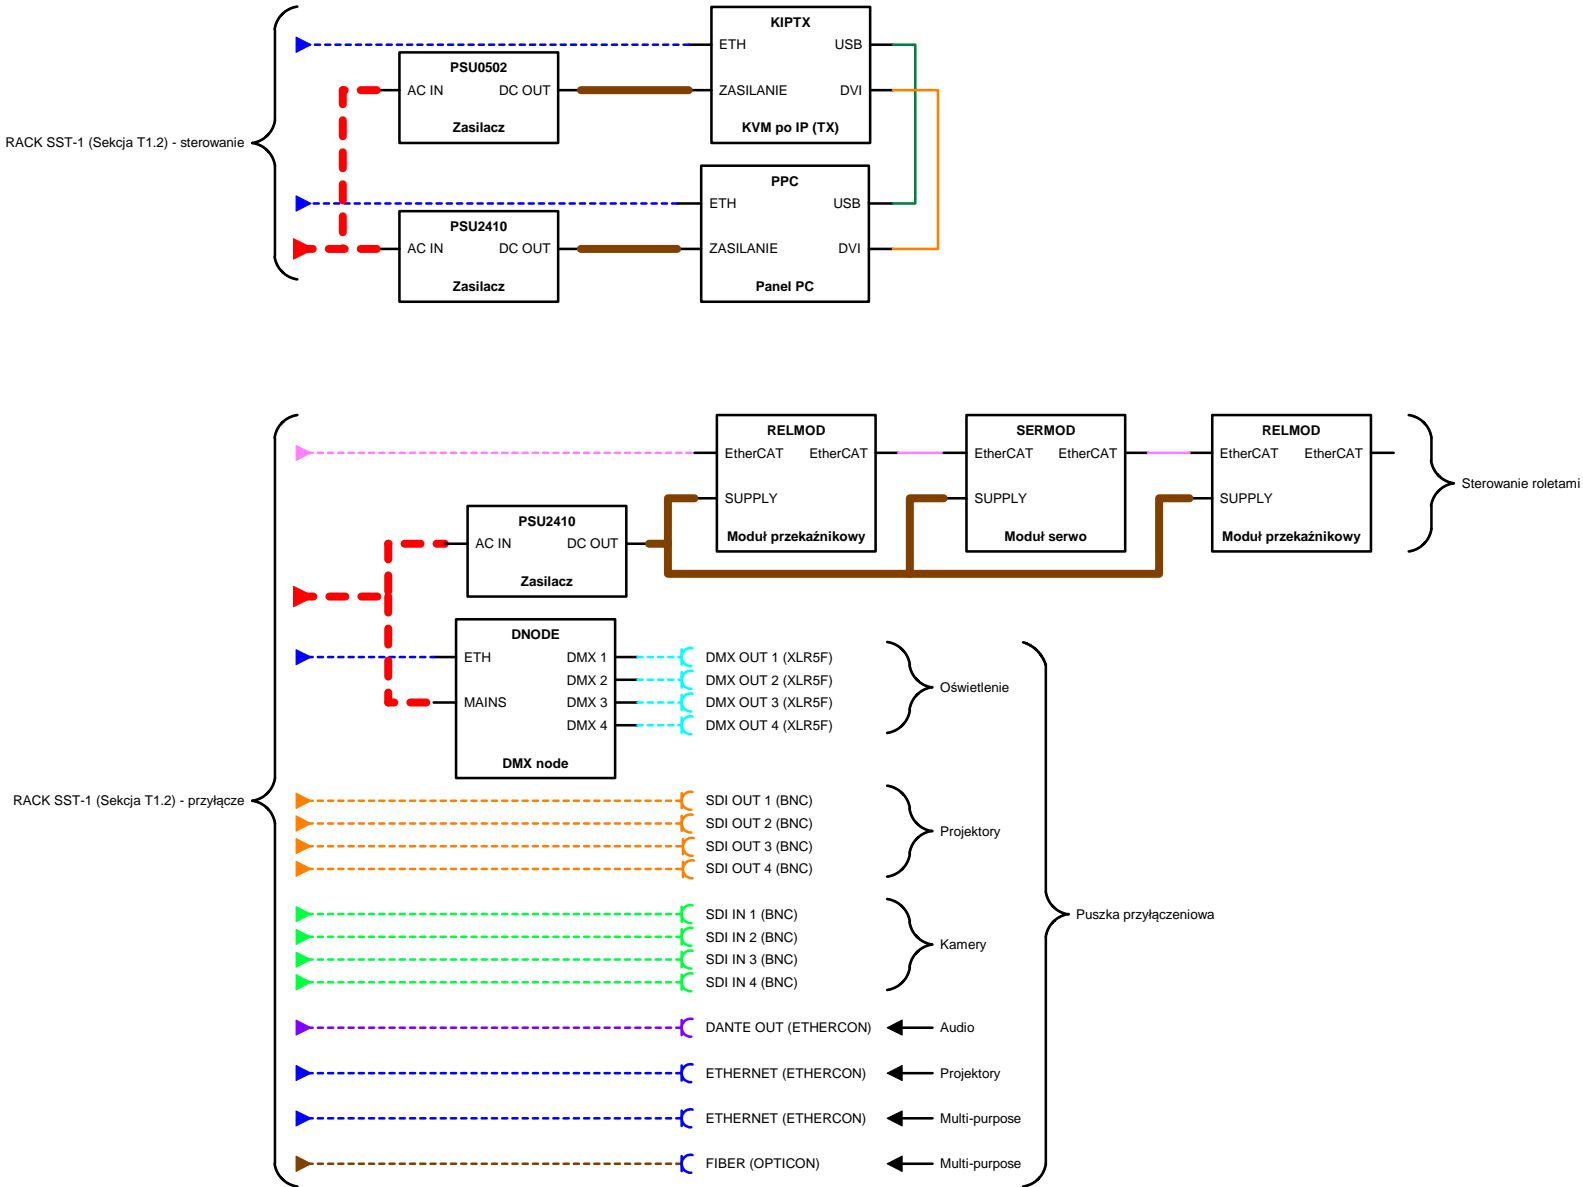 KIPTX
ETH USB
PSU0502
AC IN DC OUT
ZASILANIE DVI
Zasilacz
KVM po IP (TX)
RACK SST-1 (Sekcja T1.2) - sterowanie
PPC
ETH USB
PSU2410
AC IN DC OUT
ZASILANIE DVI
Zasilacz
Panel PC
RELMOD
EtherCAT EtherCAT
SUPPLY
Moduł przekaźnikowy
SERMOD
EtherCAT EtherCAT
SUPPLY
Moduł serwo
RELMOD
EtherCAT EtherCAT
SUPPLY
Moduł przekaźnikowy
Sterowanie roletami
PSU2410
AC IN DC OUT
Zasilacz
DNODE
ETH DMX 1
DMX 2
MAINS DMX 3
DMX 4
DMX node
DMX OUT 1 (XLR5F)
DMX OUT 2 (XLR5F)
DMX OUT 3 (XLR5F)
DMX OUT 4 (XLR5F)
Oświetlenie
RACK SST-1 (Sekcja T1.2) - przyłącze
SDI OUT 1 (BNC)
SDI OUT 2 (BNC)
SDI OUT 3 (BNC)
SDI OUT 4 (BNC)
Projektory
SDI IN 1 (BNC)
SDI IN 2 (BNC)
SDI IN 3 (BNC)
SDI IN 4 (BNC)
Kamery
Puszka przyłączeniowa
DANTE OUT (ETHERCON) Audio
ETHERNET (ETHERCON) Projektory
ETHERNET (ETHERCON) Multi-purpose
FIBER (OPTICON) Multi-purpose